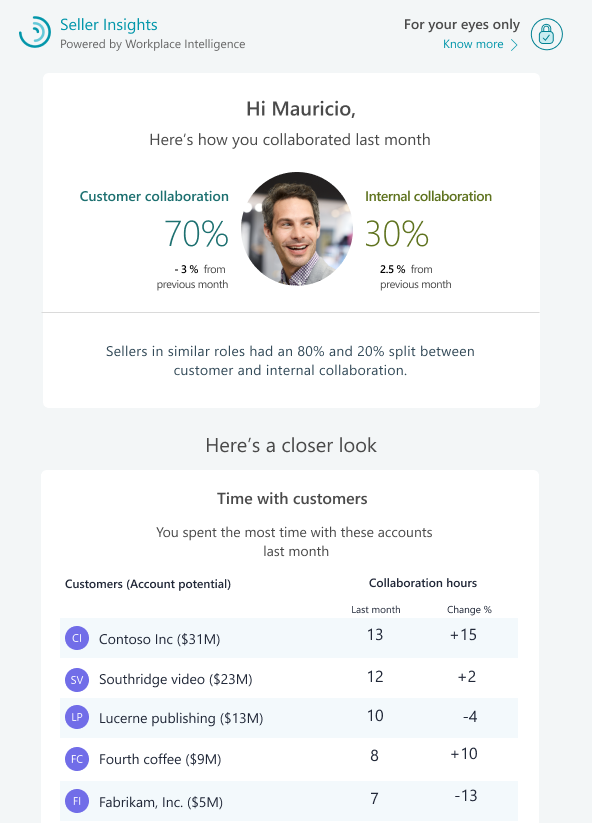 Seller Insights
Powered by Workplace Intelligence
For your eyes only
Know more
Hi Mauricio,
Here’s how you collaborated last month
Customer collaboration
70%
- 3 % from
previous month
Internal collaboration
30%
2.5 % from
previous month
Sellers in similar roles had an 80% and 20% split between
customer and internal collaboration.
Here’s a closer look
Time with customers
You spent the most time with these accounts
last month
Customers (Account potential) Collaboration hours
Last month Change %
CI Contoso Inc ($31M) 13 +15
SV Southridge video ($23M) 12 +2
LP Lucerne publishing ($13M) 10 -4
FC Fourth coffee ($9M) 8 +10
FI Fabrikam, Inc. ($5M) 7 -13